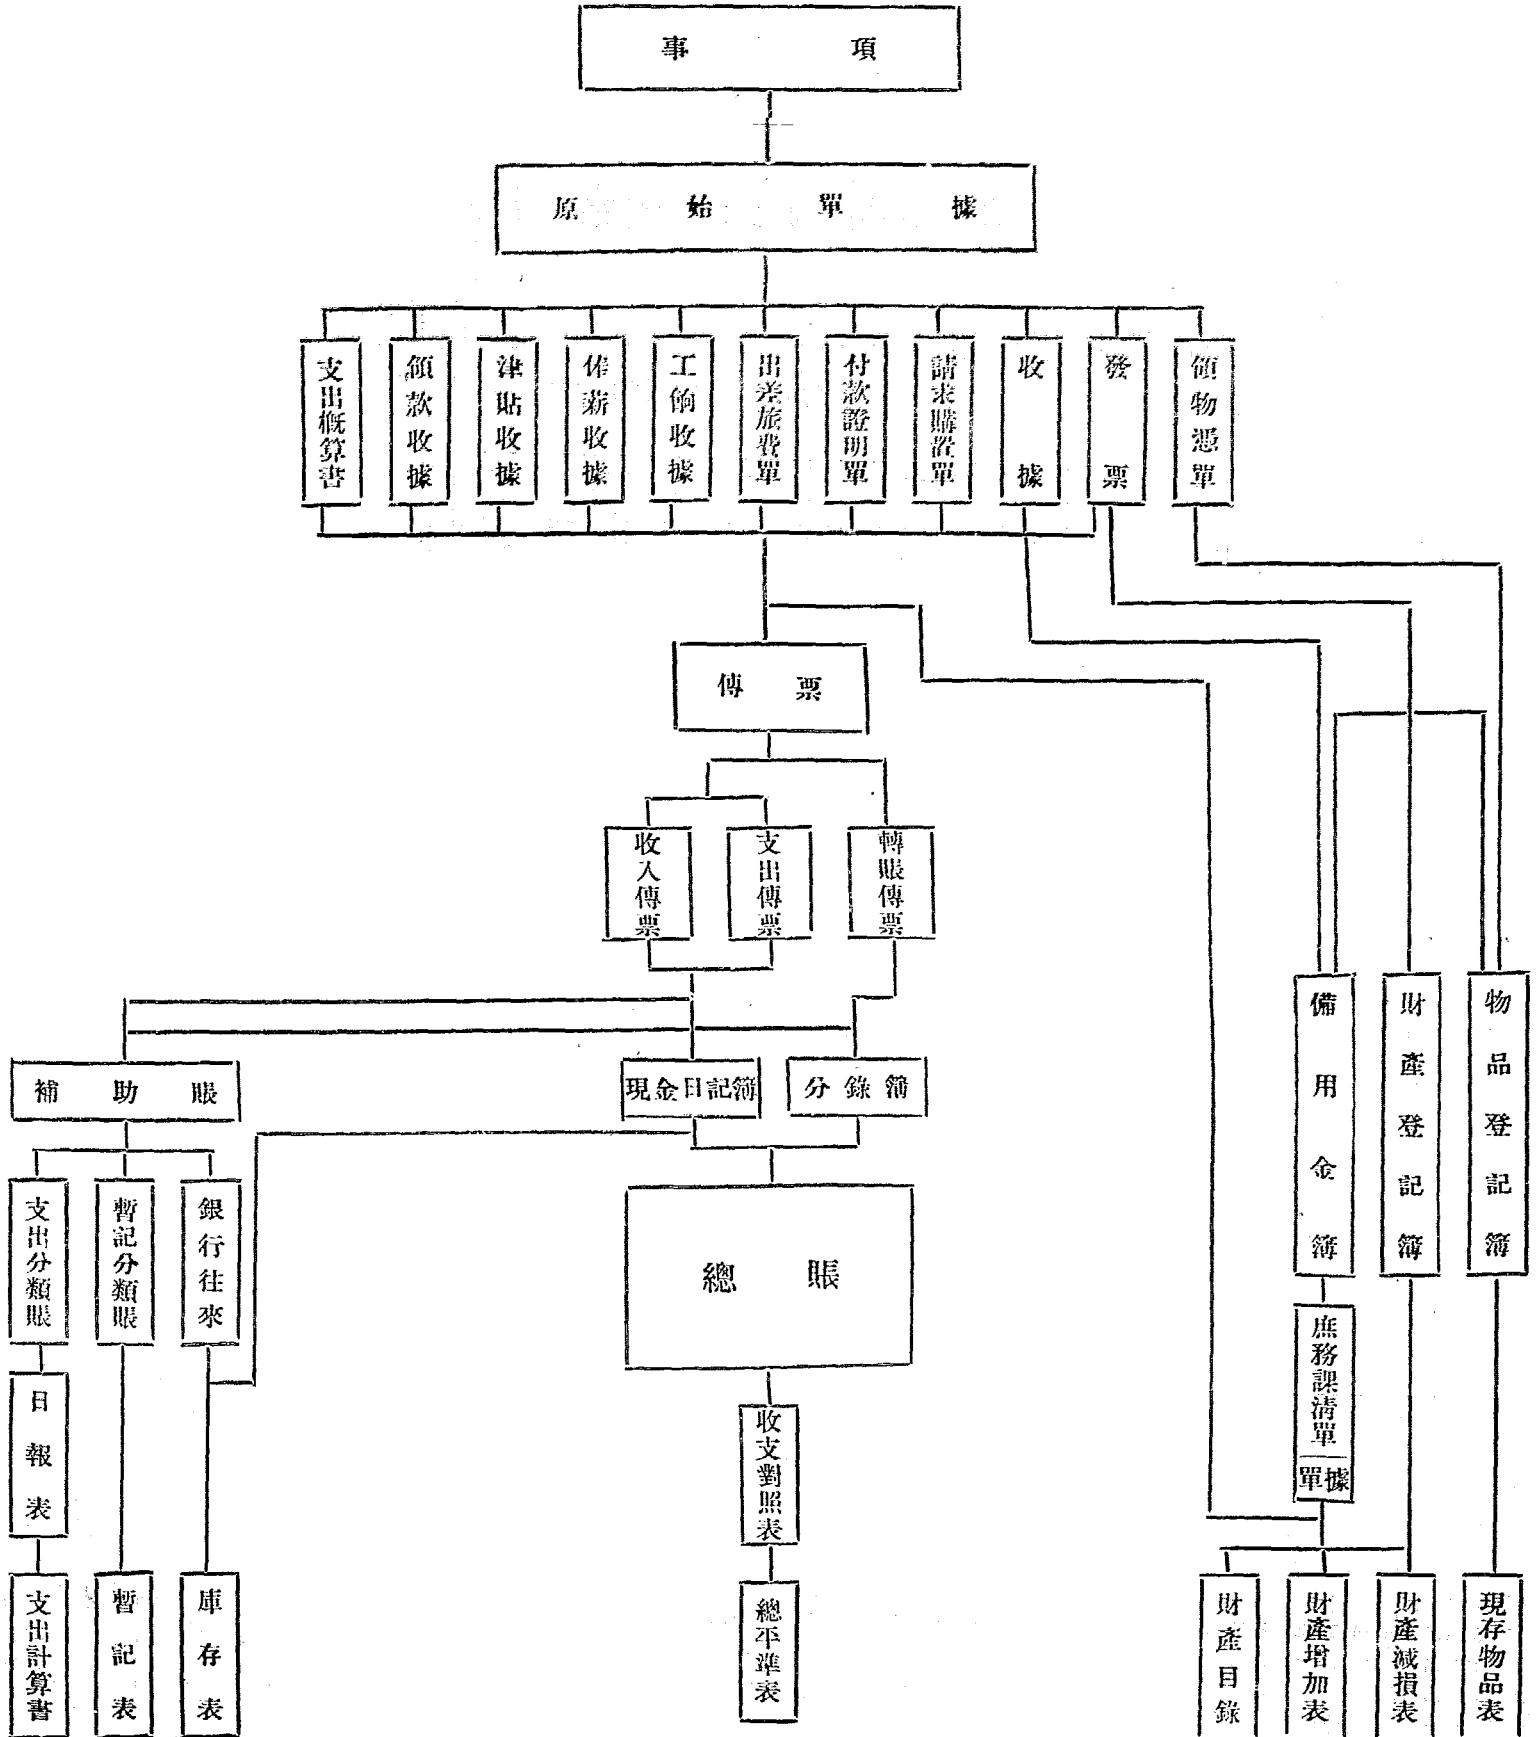 事項
原始單據
支出概算書
領款收據
津貼收據
俸薪收據
工餉收據
出差旅費單
付款證明單
請求購置單
收據
發票
領物憑單
傳票
收入傳票
支出傳票
轉賬傳票
補助賬
現金日記簿
分錄簿
備用金簿
財產登記簿
物品登記簿
支出分類賬
暫記分類賬
銀行往來
總賬
庶務課清單
單據
日報表
收支對照表
支出計算書
暫記表
庫存表
總平準表
財產目錄
財產增加表
財產減損表
現存物品表